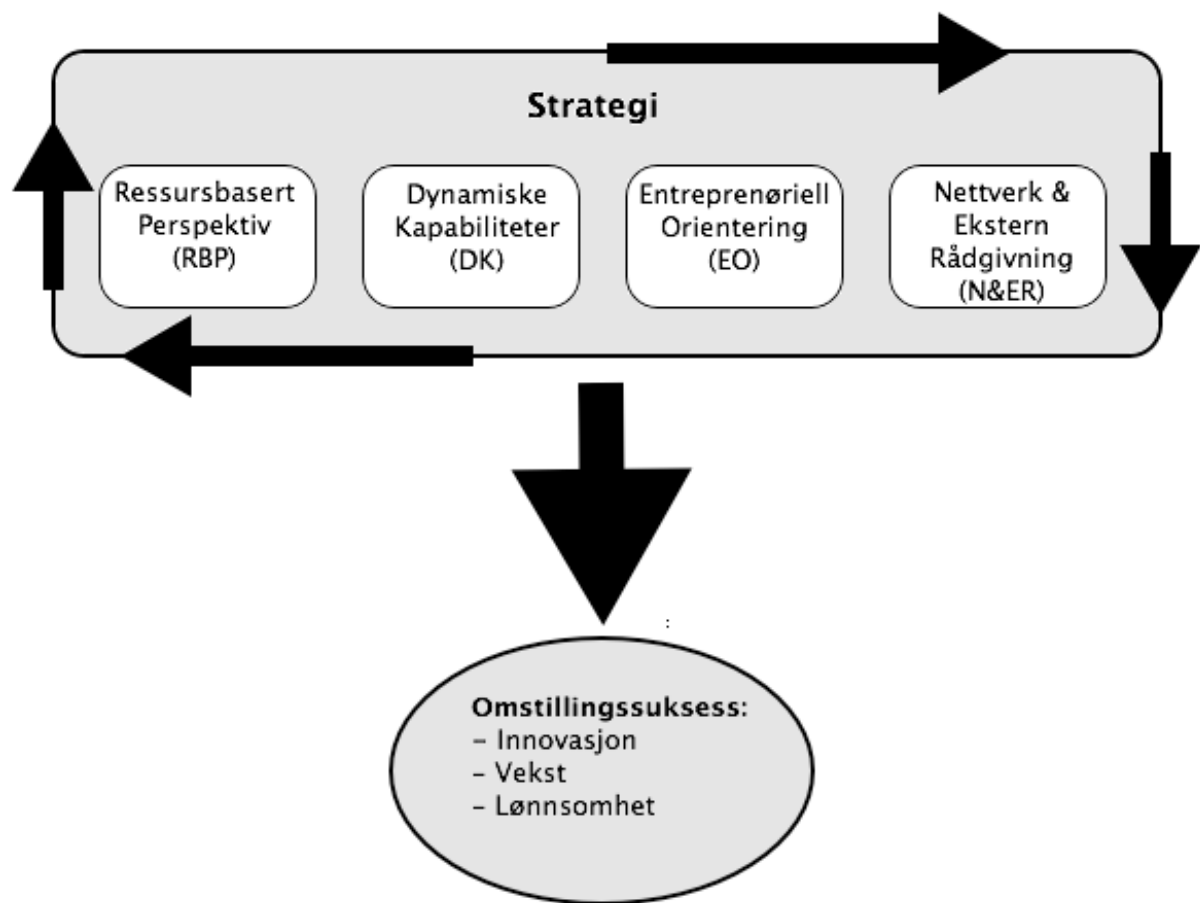 Strategi
Ressursbasert
Perspektiv
(RBP)
Dynamiske
Kapabiliteter
(DK)
Entreprenøriell
Orientering
(EO)
Nettverk &
Ekstern
Rådgivning
(N&ER)
:
Omstillingssuksess:
– Innovasjon
– Vekst
– Lønnsomhet